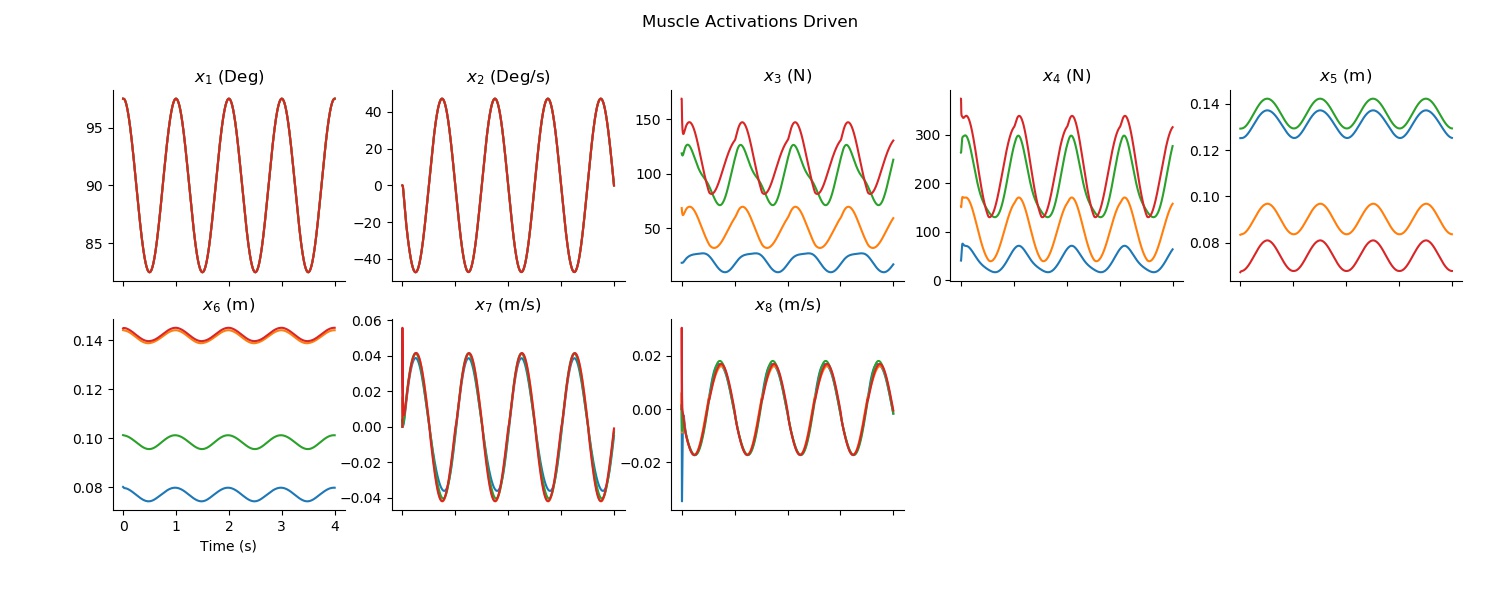 Muscle Activations Driven
x₁ (Deg)
95
90
85
x₂ (Deg/s)
40
20
0
−20
−40
x₃ (N)
150
100
50
x₄ (N)
300
200
100
0
x₅ (m)
0.14
0.12
0.10
0.08
x₆ (m)
0.14
0.12
0.10
0.08
0 1 2 3 4
Time (s)
x₇ (m/s)
0.06
0.04
0.02
0.00
−0.02
−0.04
x₈ (m/s)
0.02
0.00
−0.02